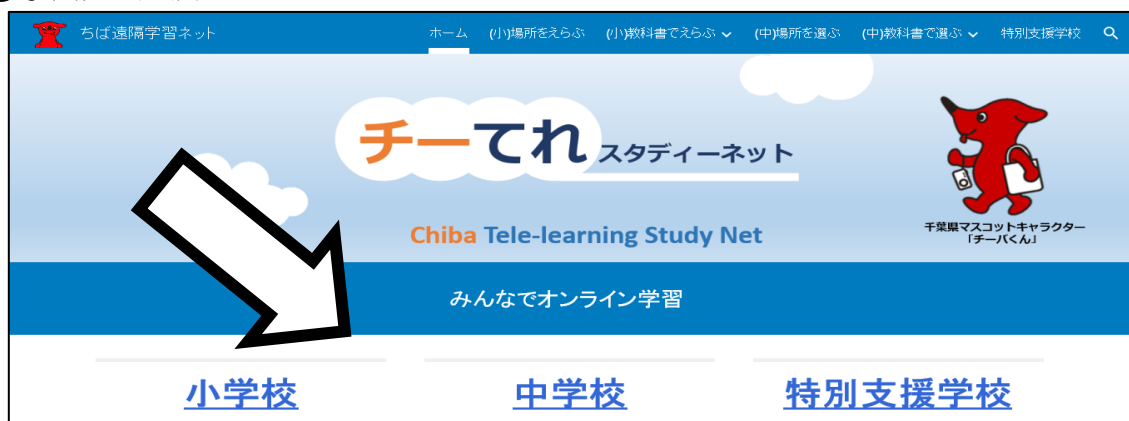 ちば遠隔学習ネット
ホーム (小)場所をえらぶ (小)教科書でえらぶ (中)場所を選ぶ (中)教科書で選ぶ 特別支援学校
チーてれ スタディーネット
Chiba Tele-learning Study Net
千葉県マスコットキャラクター
「チーバくん」
みんなでオンライン学習
小学校 中学校 特別支援学校